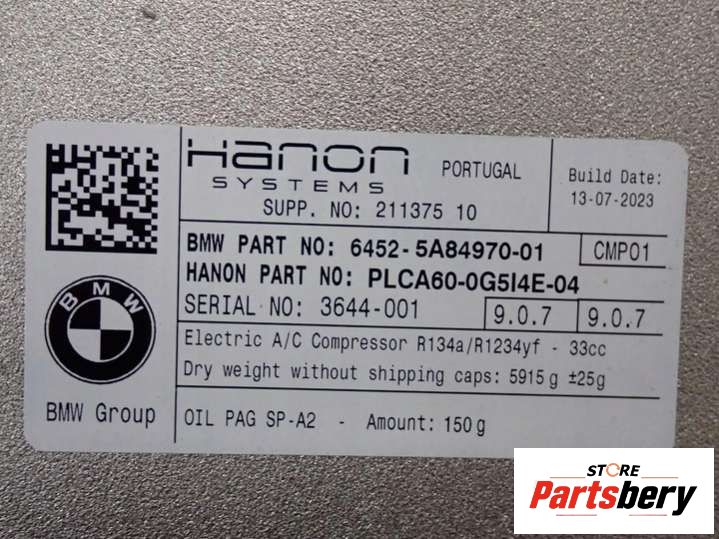 Hanon
SYSTEMS
PORTUGAL
SUPP. NO: 211375 10
Build Date:
13-07-2023
BMW PART NO: 6452-5A84970-01
CMP01
HANON PART NO: PLCA60-0G5I4E-04
SERIAL NO: 3644-001
9.0.7
9.0.7
Electric A/C Compressor R134a/R1234yf - 33cc
Dry weight without shipping caps: 5915 g ±25g
BMW
BMW Group
OIL PAG SP-A2 - Amount: 150 g
STORE
Partsbery